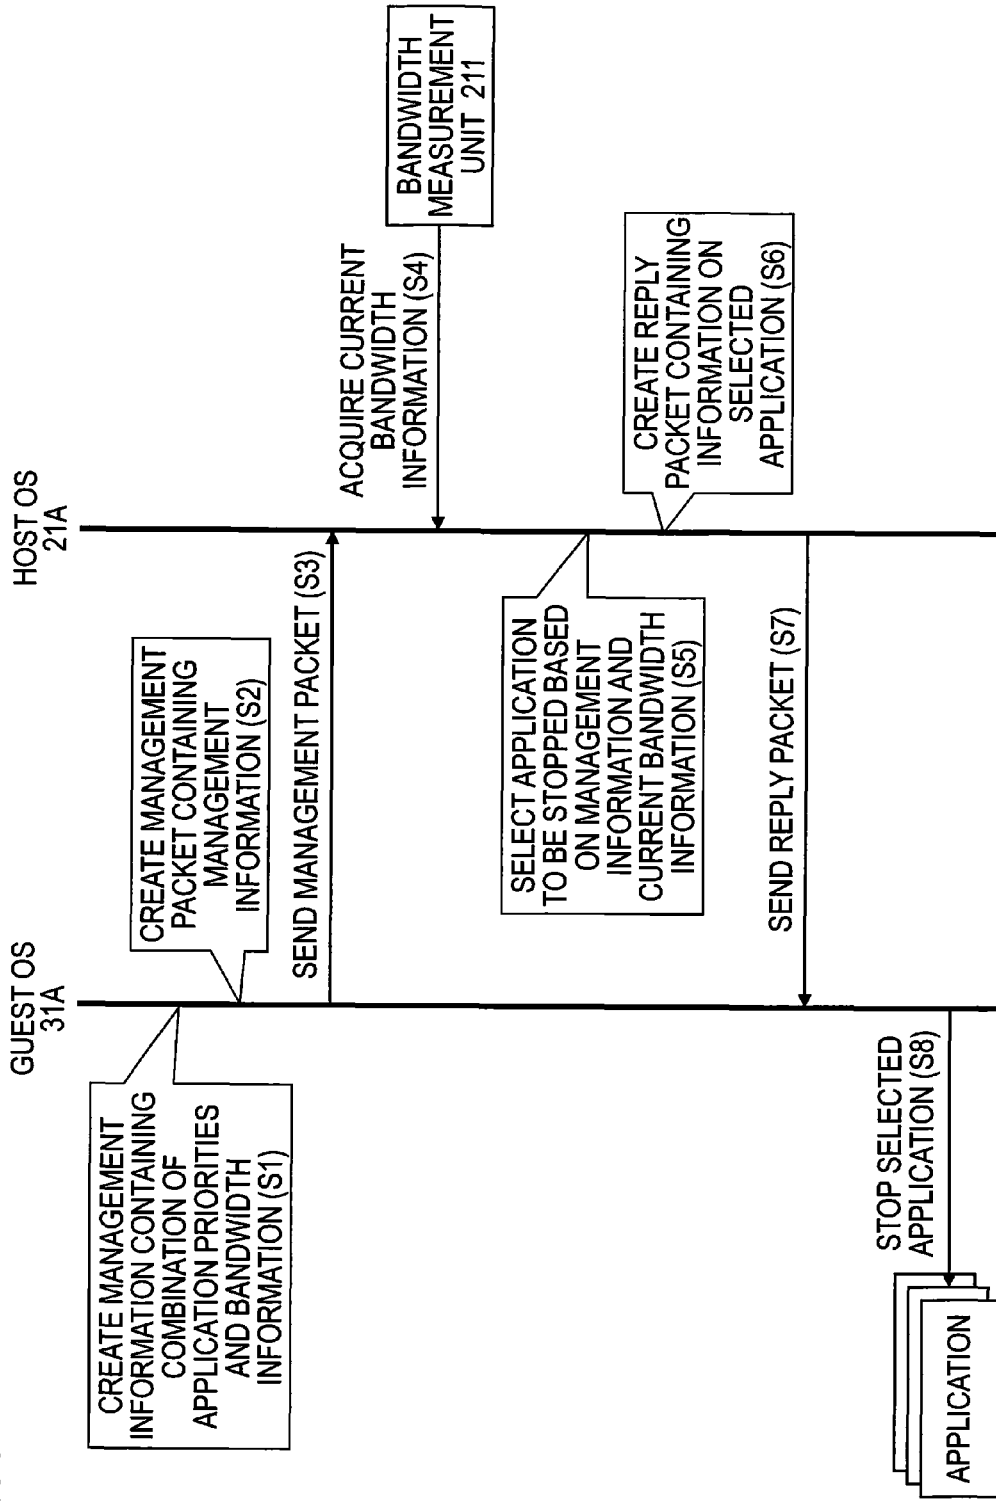 GUEST OS
31A
HOST OS
21A
CREATE MANAGEMENT
INFORMATION CONTAINING
COMBINATION OF
APPLICATION PRIORITIES
AND BANDWIDTH
INFORMATION (S1)
CREATE MANAGEMENT
PACKET CONTAINING
MANAGEMENT
INFORMATION (S2)
SEND MANAGEMENT PACKET (S3)
ACQUIRE CURRENT
BANDWIDTH
INFORMATION (S4)
BANDWIDTH
MEASUREMENT
UNIT 211
SELECT APPLICATION
TO BE STOPPED BASED
ON MANAGEMENT
INFORMATION AND
CURRENT BANDWIDTH
INFORMATION (S5)
CREATE REPLY
PACKET CONTAINING
INFORMATION ON
SELECTED
APPLICATION (S6)
SEND REPLY PACKET (S7)
STOP SELECTED
APPLICATION (S8)
APPLICATION